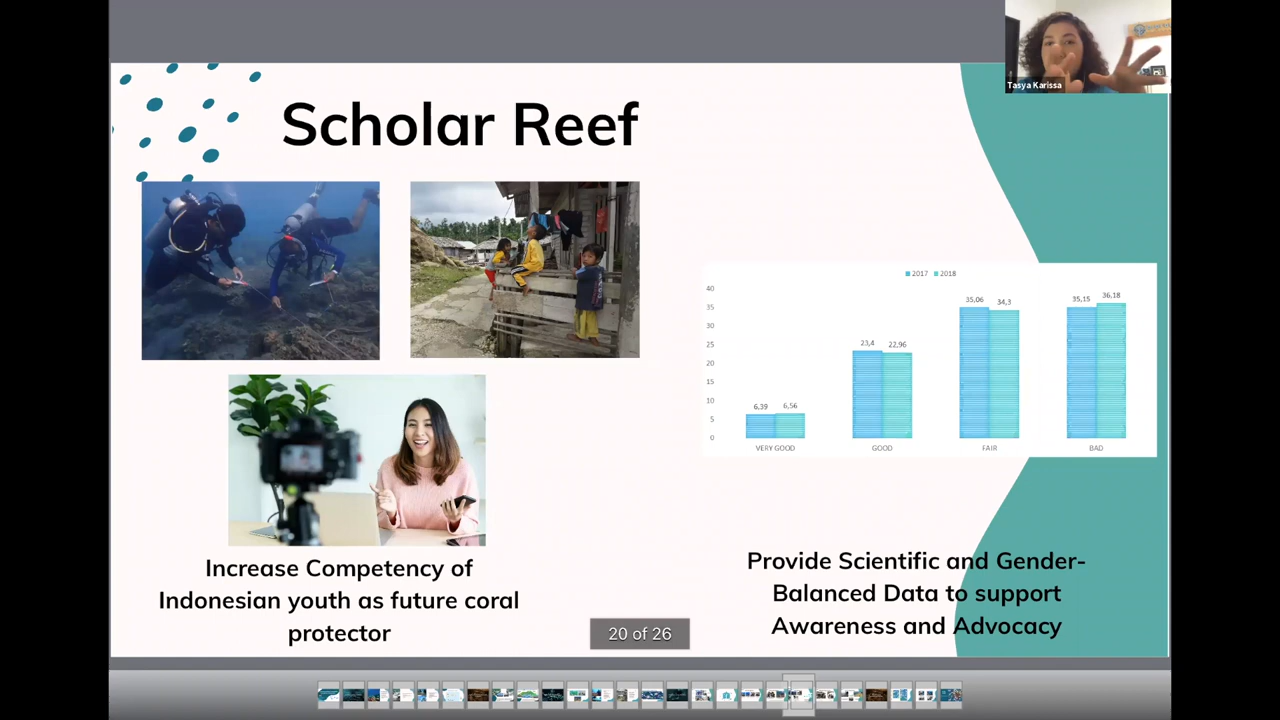 Tasya Karissa
Scholar Reef
2017 2018
40
35
30
25
20
15
10
5
0
6,39
6,56
23,4
22,96
35,06
34,3
35,15
36,18
VERY GOOD
GOOD
FAIR
BAD
Increase Competency of
Indonesian youth as future coral
protector
Provide Scientific and Gender-
Balanced Data to support
Awareness and Advocacy
20 of 26